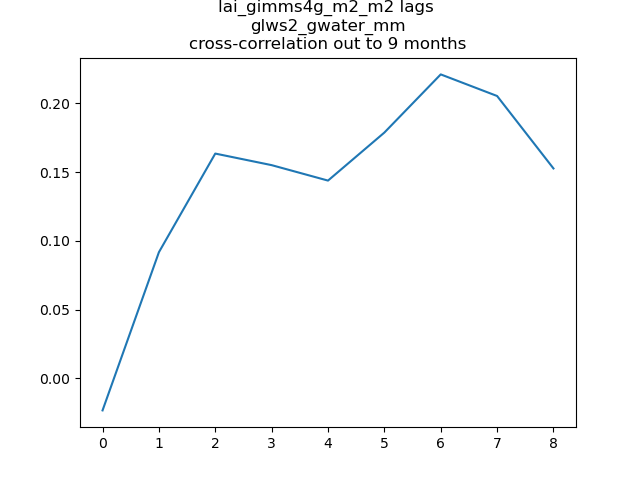 lai_gimms4g_m2_m2 lags
glws2_gwater_mm
cross-correlation out to 9 months
0.20
0.15
0.10
0.05
0.00
0 1 2 3 4 5 6 7 8